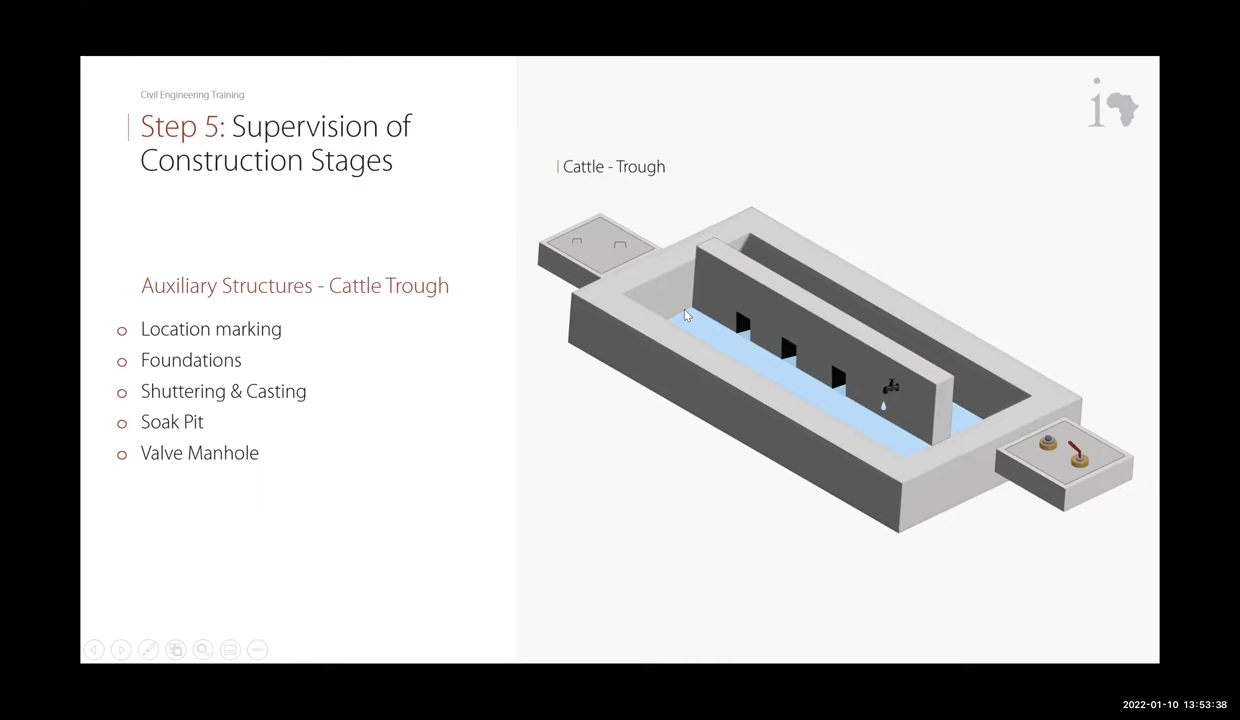 Civil Engineering Training
Step 5: Supervision of
Construction Stages
Cattle - Trough
Auxiliary Structures - Cattle Trough
o Location marking
o Foundations
o Shuttering & Casting
o Soak Pit
o Valve Manhole
i
2022-01-10 13:53:38